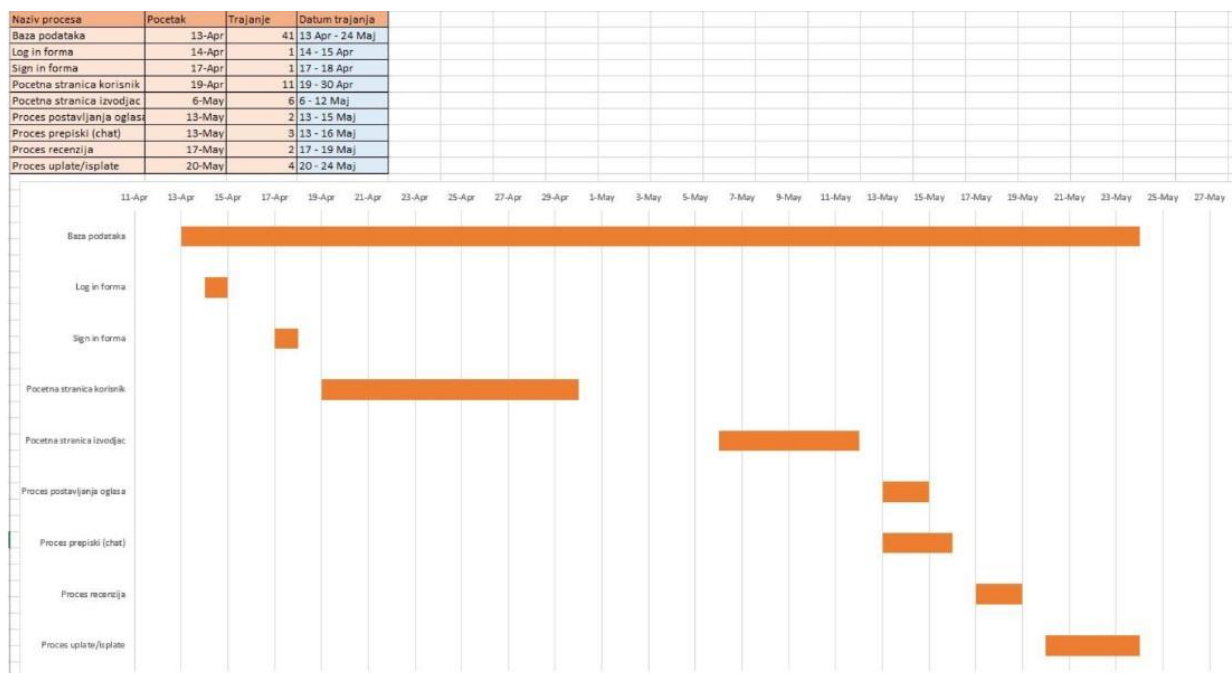 Naziv procesa Pocetak Trajanje Datum trajanja
Baza podataka 13-Apr 41 13 Apr - 24 Maj
Log in forma 14-Apr 1 14 - 15 Apr
Sign in forma 17-Apr 1 17 - 18 Apr
Pocetna stranica korisnik 19-Apr 11 19 - 30 Apr
Pocetna stranica izvodjac 6-May 6 6 - 12 Maj
Proces postavljanja oglasa 13-May 2 13 - 15 Maj
Proces prepiski (chat) 13-May 3 13 - 16 Maj
Proces recenzija 17-May 2 17 - 19 Maj
Proces uplate/isplate 20-May 4 20 - 24 Maj
11-Apr 13-Apr 15-Apr 17-Apr 19-Apr 21-Apr 23-Apr 25-Apr 27-Apr 29-Apr 1-May 3-May 5-May 7-May 9-May 11-May 13-May 15-May 17-May 19-May 21-May 23-May 25-May 27-May
Baza podataka
Log in forma
Sign in forma
Pocetna stranica korisnik
Pocetna stranica izvodjac
Proces postavljanja oglasa
Proces prepiski (chat)
Proces recenzija
Proces uplate/isplate